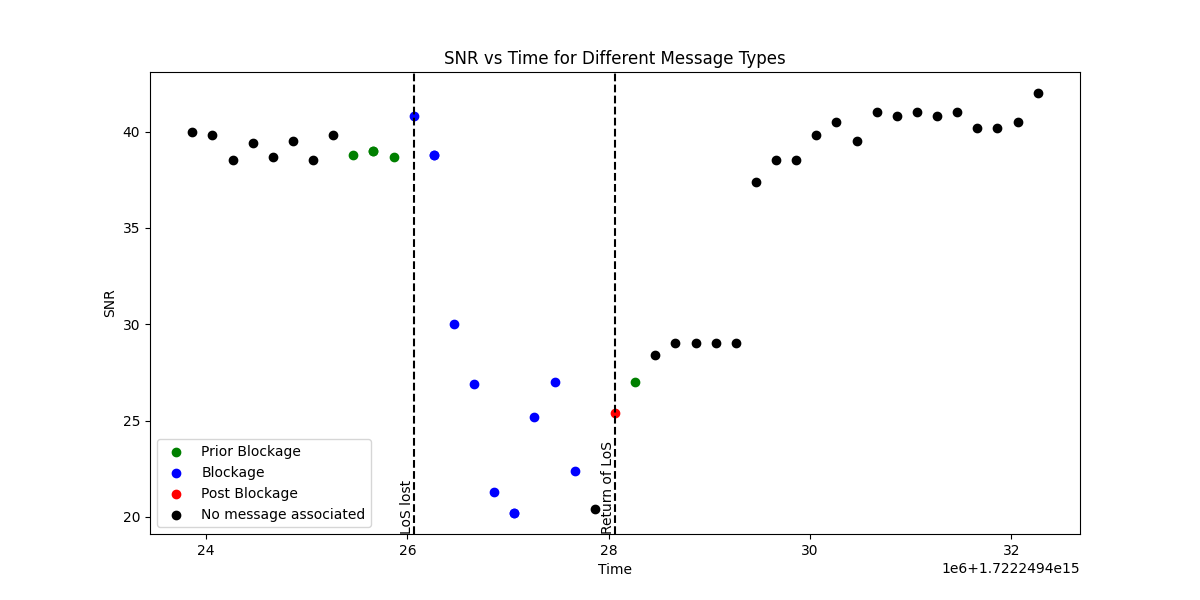 SNR vs Time for Different Message Types
40
35
30
25
20
SNR
Prior Blockage
Blockage
Post Blockage
No message associated
LoS lost
Return of LoS
24
26
28
30
32
Time
1e6+1.7222494e15